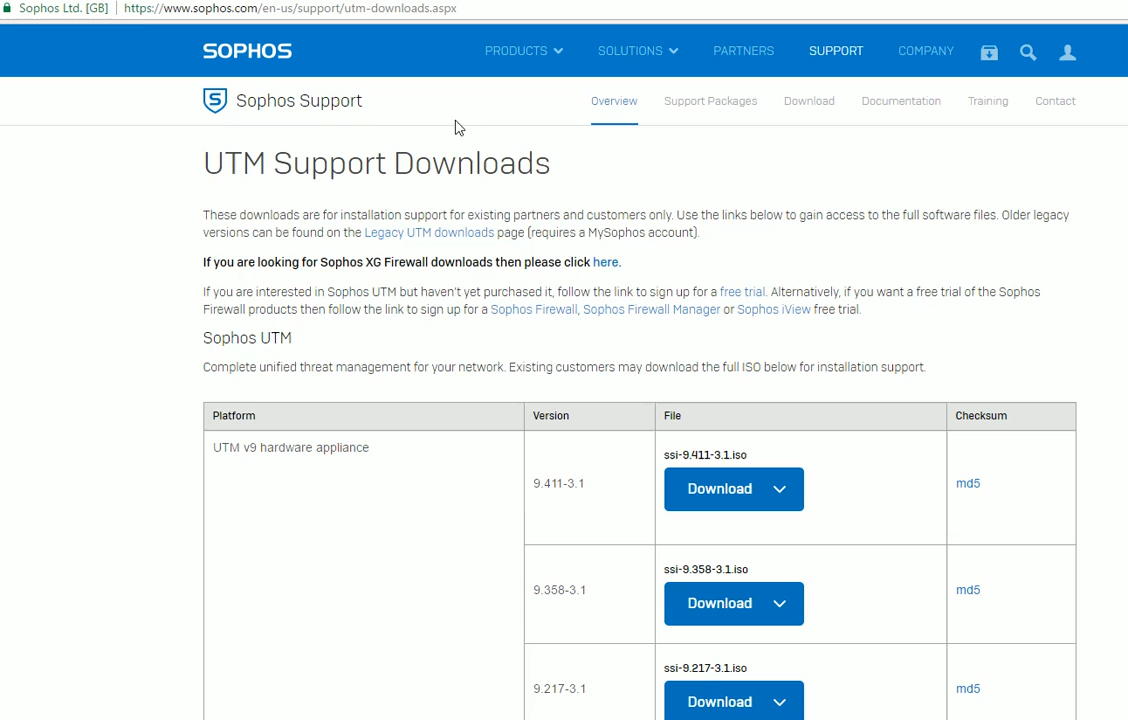 Sophos Ltd. [GB] https://www.sophos.com/en-us/support/utm-downloads.aspx
SOPHOS PRODUCTS SOLUTIONS PARTNERS SUPPORT COMPANY
S Sophos Support Overview Support Packages Download Documentation Training Contact
UTM Support Downloads
These downloads are for installation support for existing partners and customers only. Use the links below to gain access to the full software files. Older legacy
versions can be found on the Legacy UTM downloads page (requires a MySophos account).
If you are looking for Sophos XG Firewall downloads then please click here.
If you are interested in Sophos UTM but haven't yet purchased it, follow the link to sign up for a free trial. Alternatively, if you want a free trial of the Sophos
Firewall products then follow the link to sign up for a Sophos Firewall, Sophos Firewall Manager or Sophos iView free trial.
Sophos UTM
Complete unified threat management for your network. Existing customers may download the full ISO below for installation support.
Platform Version File Checksum
UTM v9 hardware appliance
ssi-9.411-3.1.iso
9.411-3.1 Download md5
ssi-9.358-3.1.iso
9.358-3.1 Download md5
ssi-9.217-3.1.iso
9.217-3.1 Download md5